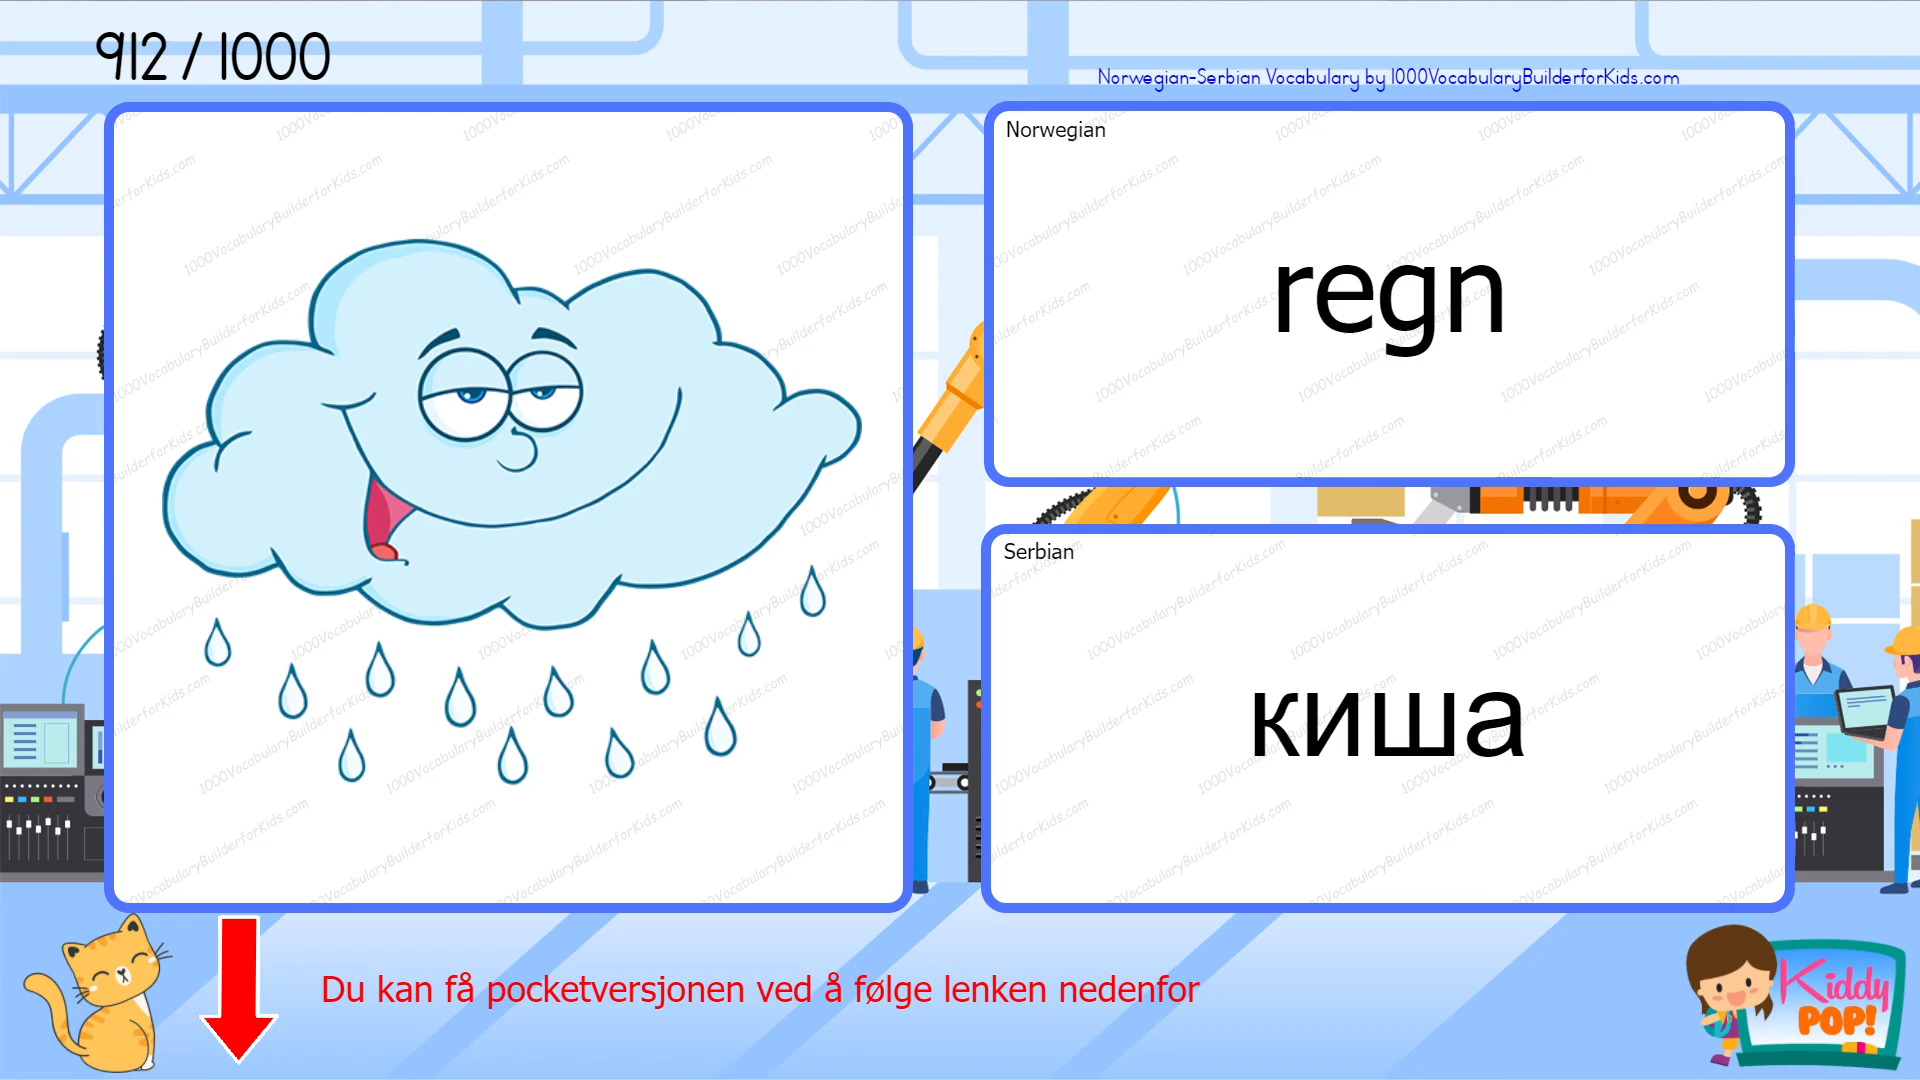 912 / 1000
Norwegian-Serbian Vocabulary by 1000VocabularyBuilderforKids.com
Norwegian
regn
Serbian
киша
Du kan få pocketversjonen ved å følge lenken nedenfor
Kiddy
POP!